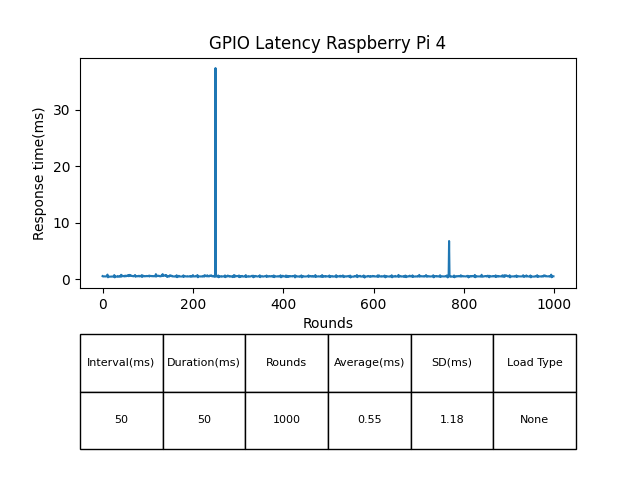 GPIO Latency Raspberry Pi 4
Response time(ms)
30
20
10
0
0 200 400 600 800 1000
Rounds
Interval(ms) Duration(ms) Rounds Average(ms) SD(ms) Load Type
50 50 1000 0.55 1.18 None